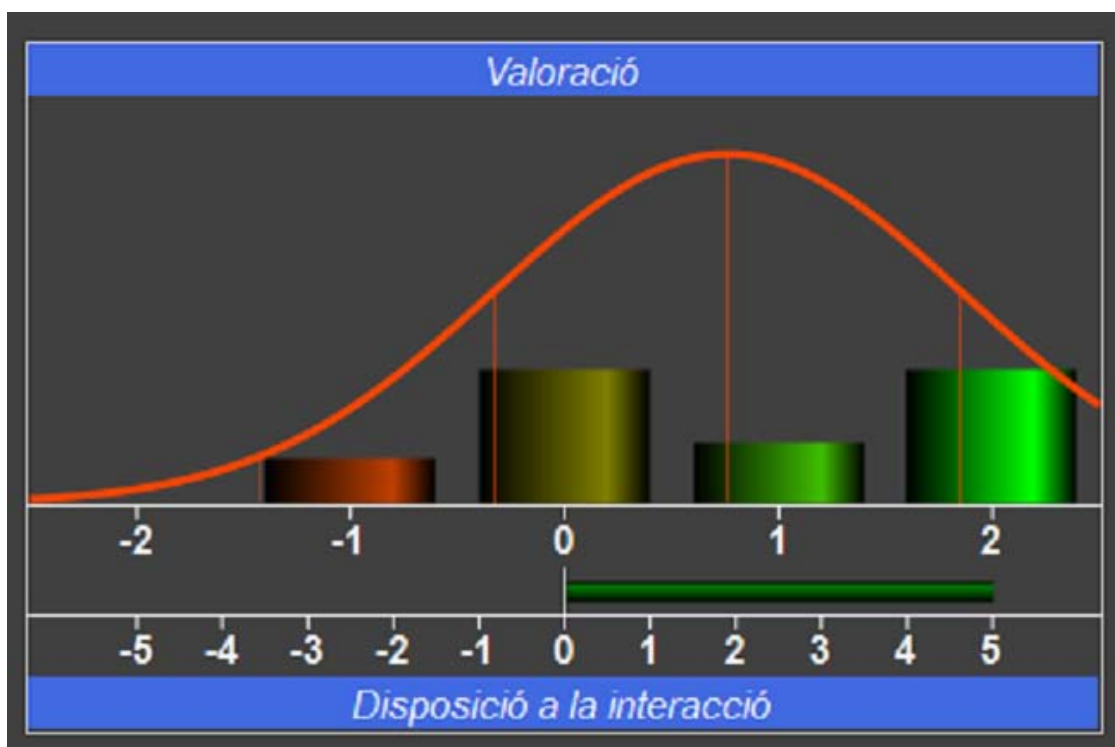 Valoració
-2 -1 0 1 2
-5 -4 -3 -2 -1 0 1 2 3 4 5
Disposició a la interacció